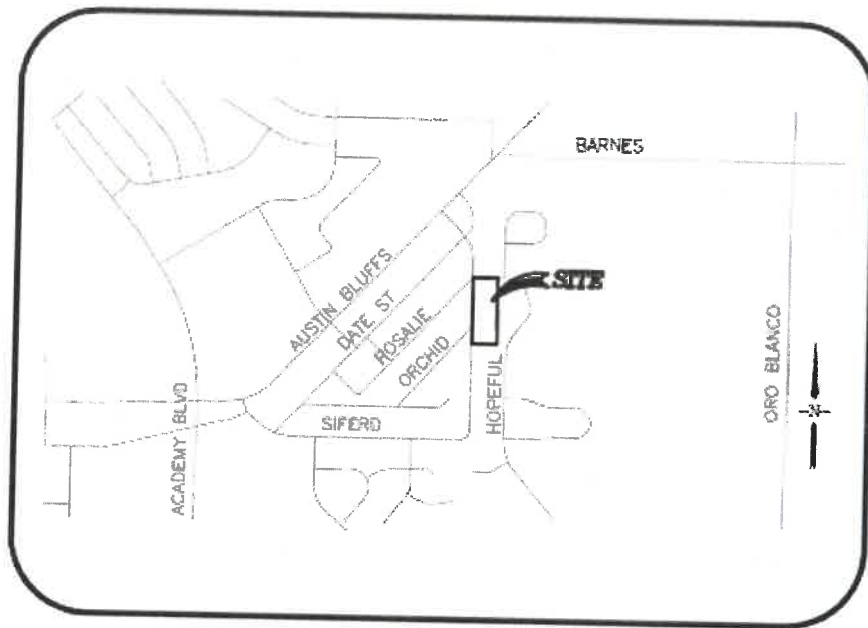 BARNES
AUSTIN BLUFFS
DATE ST
ROSALIE
ORCHID
SITE
HOPEFUL
SIFERD
ACADEMY BLVD
ORO BLANCO
-N-